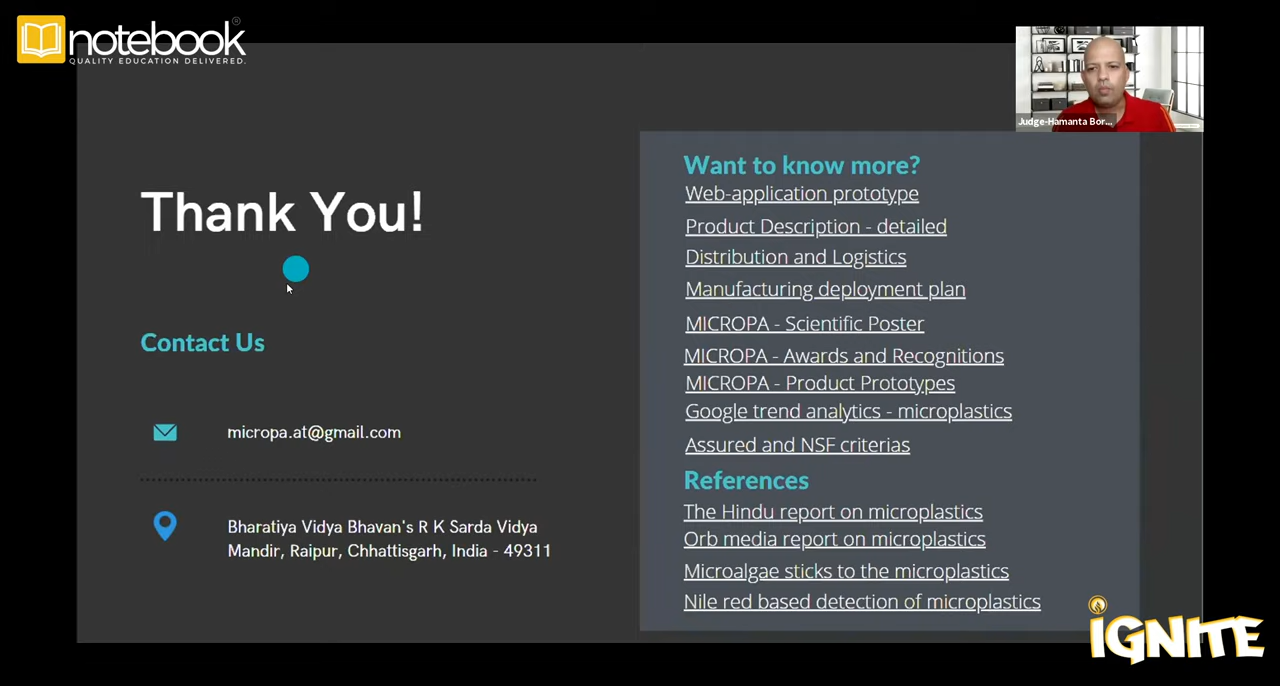 notebook®
QUALITY EDUCATION DELIVERED.
Judge-Hamanta Bor...
Thank You!
Contact Us
micropa.at@gmail.com
Bharatiya Vidya Bhavan's R K Sarda Vidya
Mandir, Raipur, Chhattisgarh, India - 49311
Want to know more?
Web-application prototype
Product Description - detailed
Distribution and Logistics
Manufacturing deployment plan
MICROPA - Scientific Poster
MICROPA - Awards and Recognitions
MICROPA - Product Prototypes
Google trend analytics - microplastics
Assured and NSF criterias
References
The Hindu report on microplastics
Orb media report on microplastics
Microalgae sticks to the microplastics
Nile red based detection of microplastics
iGNITE